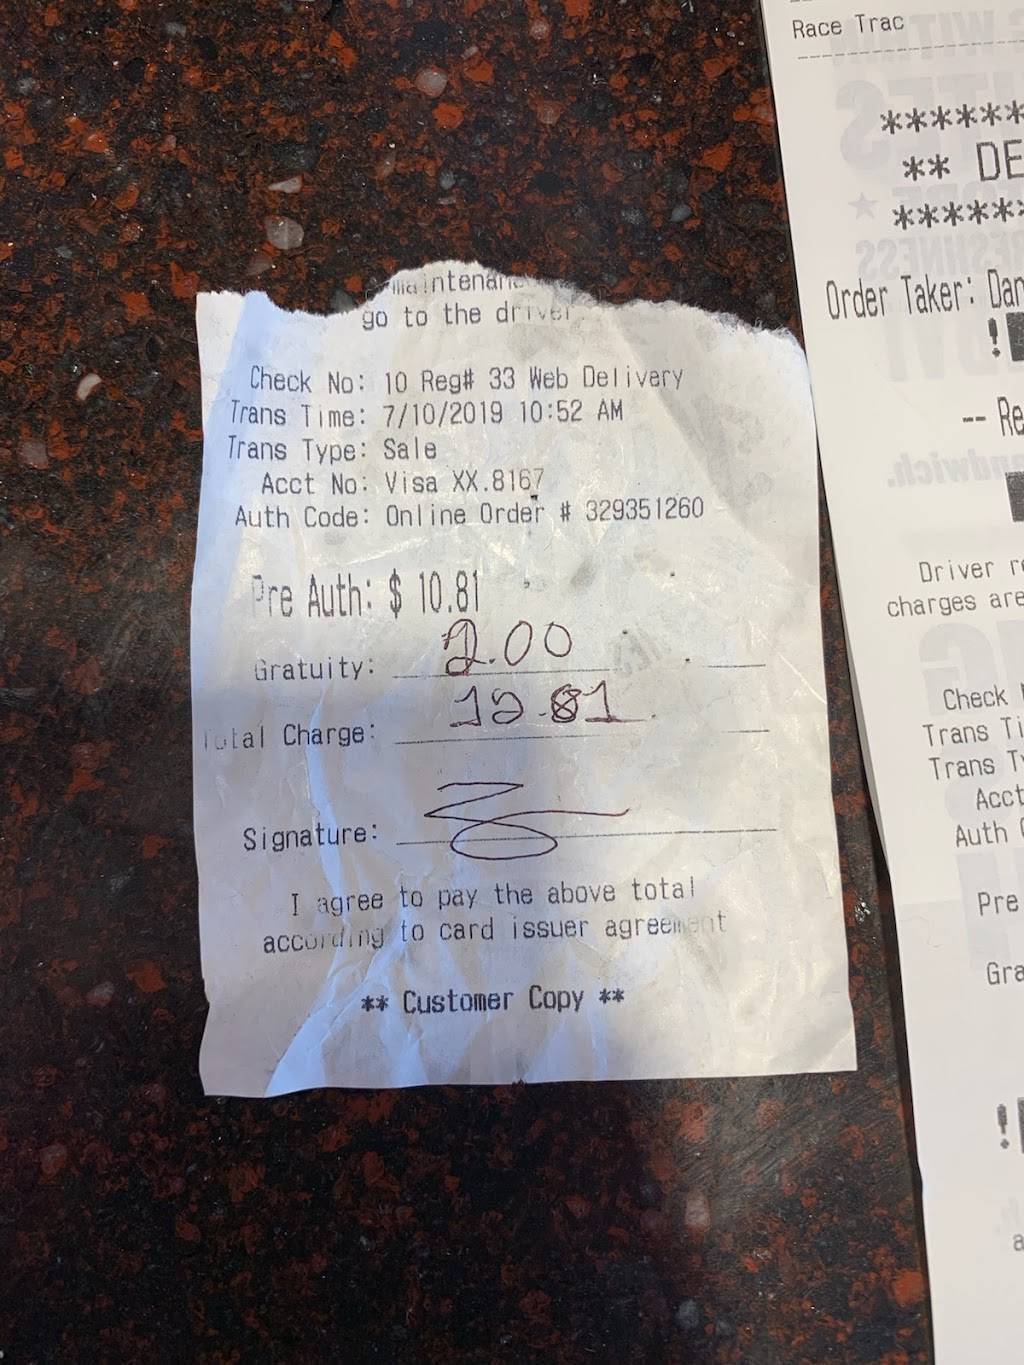 go to the driver
Check No: 10 Reg# 33 Web Delivery
Trans Time: 7/10/2019 10:52 AM
Trans Type: Sale
Acct No: Visa XX.8167
Auth Code: Online Order # 329351260
Pre Auth: $ 10.81
Gratuity: 2.00
Total Charge: 12.81
Signature:
I agree to pay the above total
according to card issuer agreement
** Customer Copy **
Race Trac
******
** DE
******
Order Taker: Dan
-- Re
Driver re
charges are
Check
Trans Ti
Trans Ty
Acct
Auth
Pre
Gra